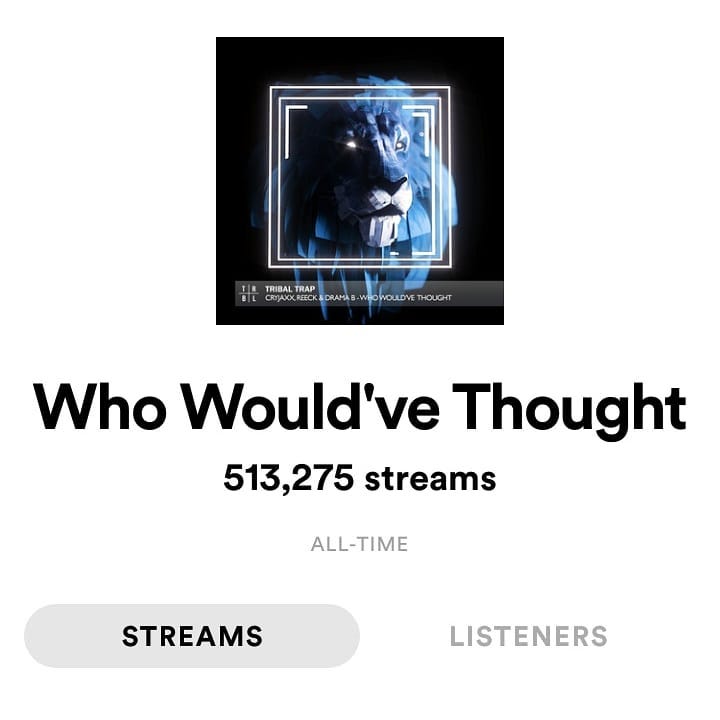 T|R
B|L
TRIBAL TRAP
CRYJAXX, REECK & DRAMA B - WHO WOULD'VE THOUGHT
Who Would've Thought
513,275 streams
ALL-TIME
STREAMS
LISTENERS